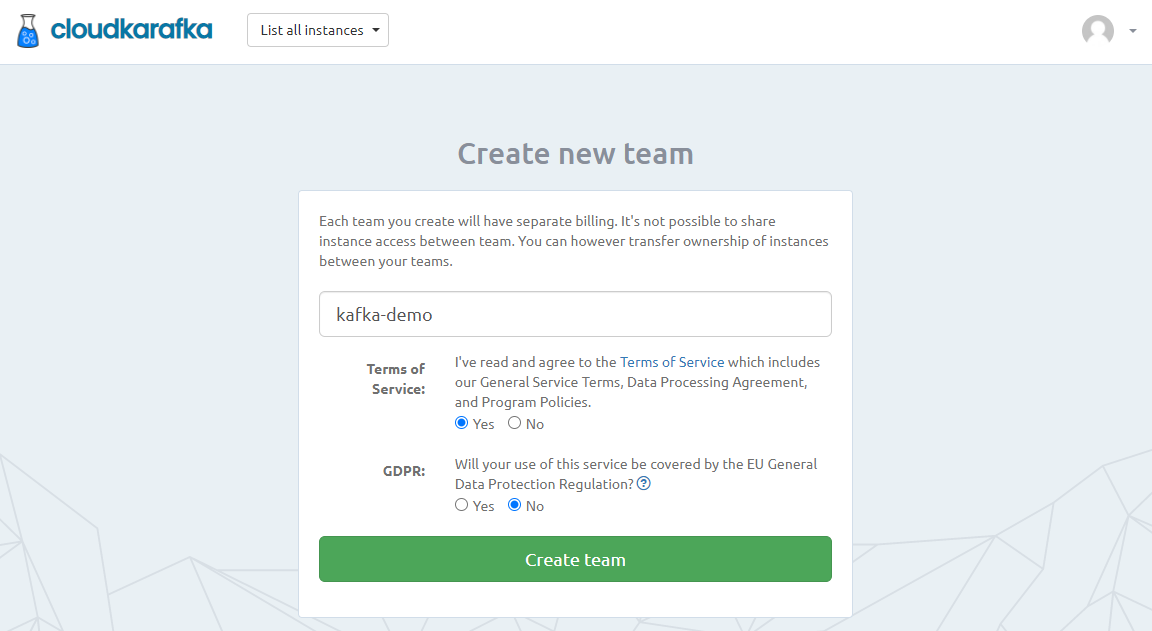 cloudkarafka
List all instances
Create new team
Each team you create will have separate billing. It's not possible to share
instance access between team. You can however transfer ownership of instances
between your teams.
kafka-demo
Terms of
Service:
I've read and agree to the Terms of Service which includes
our General Service Terms, Data Processing Agreement,
and Program Policies.
Yes No
GDPR:
Will your use of this service be covered by the EU General
Data Protection Regulation? ?
Yes No
Create team